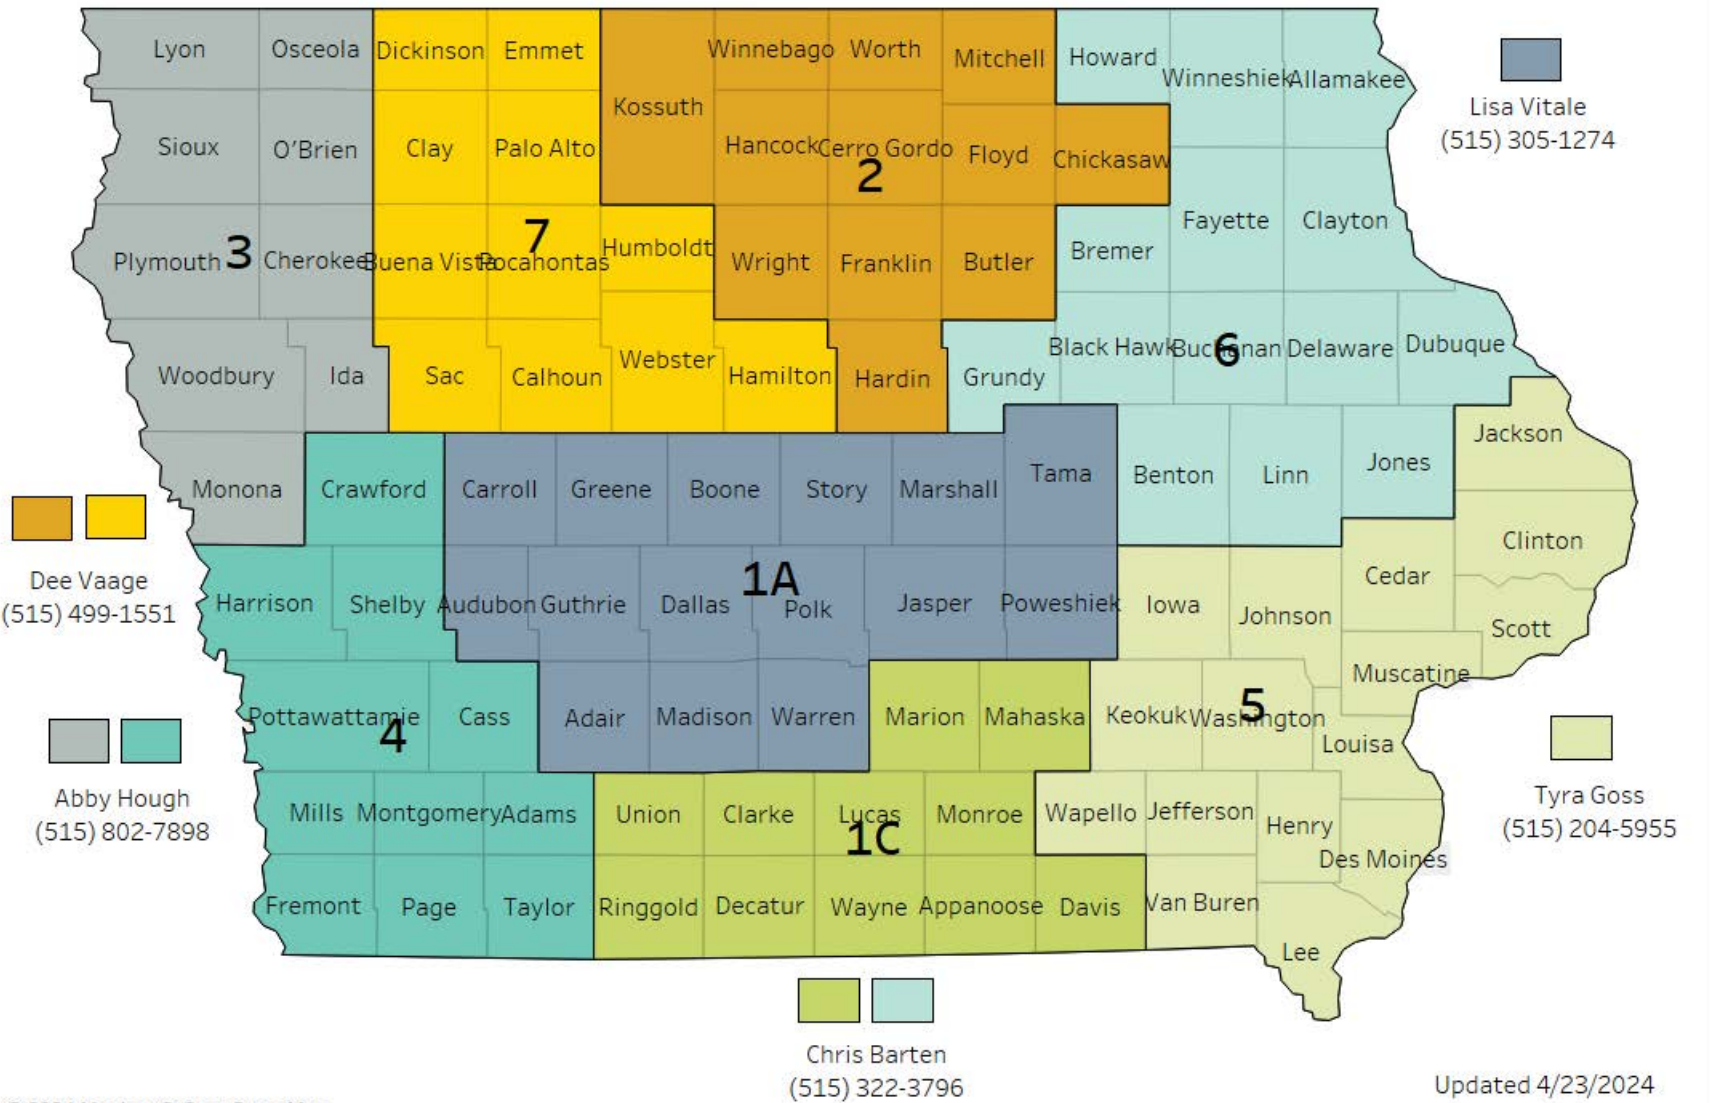 Lyon
Osceola
Dickinson
Emmet
Kossuth
Winnebago
Worth
Mitchell
Howard
Winneshiek
Allamakee
Sioux
O'Brien
Clay
Palo Alto
Hancock
Cerro Gordo
Floyd
Chickasaw
2
Plymouth
3
Cherokee
Buena Vista
7
Pocahontas
Humboldt
Wright
Franklin
Butler
Bremer
Fayette
Clayton
Woodbury
Ida
Sac
Calhoun
Webster
Hamilton
Hardin
Grundy
Black Hawk
Buchanan
6
Delaware
Dubuque
Monona
Crawford
Carroll
Greene
Boone
Story
Marshall
Tama
Benton
Linn
Jones
Jackson
Clinton
Harrison
Shelby
Audubon
Guthrie
Dallas
1A
Polk
Jasper
Poweshiek
Iowa
Johnson
Cedar
Scott
Muscatine
Pottawattamie
4
Cass
Adair
Madison
Warren
Marion
Mahaska
Keokuk
Washington
5
Louisa
Mills
Montgomery
Adams
Union
Clarke
Lucas
1C
Monroe
Wapello
Jefferson
Henry
Des Moines
Fremont
Page
Taylor
Ringgold
Decatur
Wayne
Appanoose
Davis
Van Buren
Lee
Lisa Vitale
(515) 305-1274
Dee Vaage
(515) 499-1551
Abby Hough
(515) 802-7898
Tyra Goss
(515) 204-5955
Chris Barten
(515) 322-3796
Updated 4/23/2024